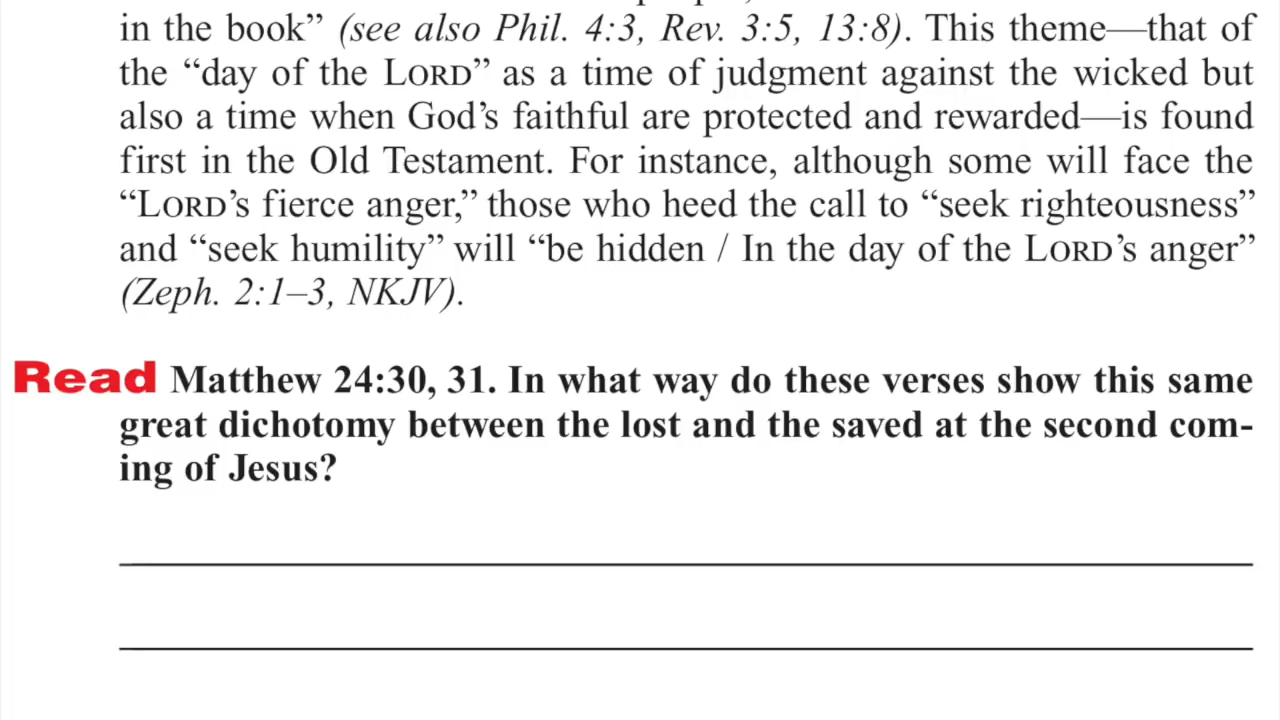 in the book” (see also Phil. 4:3, Rev. 3:5, 13:8). This theme—that of
the “day of the LORD” as a time of judgment against the wicked but
also a time when God’s faithful are protected and rewarded—is found
first in the Old Testament. For instance, although some will face the
“LORD’s fierce anger,” those who heed the call to “seek righteousness”
and “seek humility” will “be hidden / In the day of the LORD’s anger”
(Zeph. 2:1–3, NKJV).
Read Matthew 24:30, 31. In what way do these verses show this same
great dichotomy between the lost and the saved at the second com-
ing of Jesus?